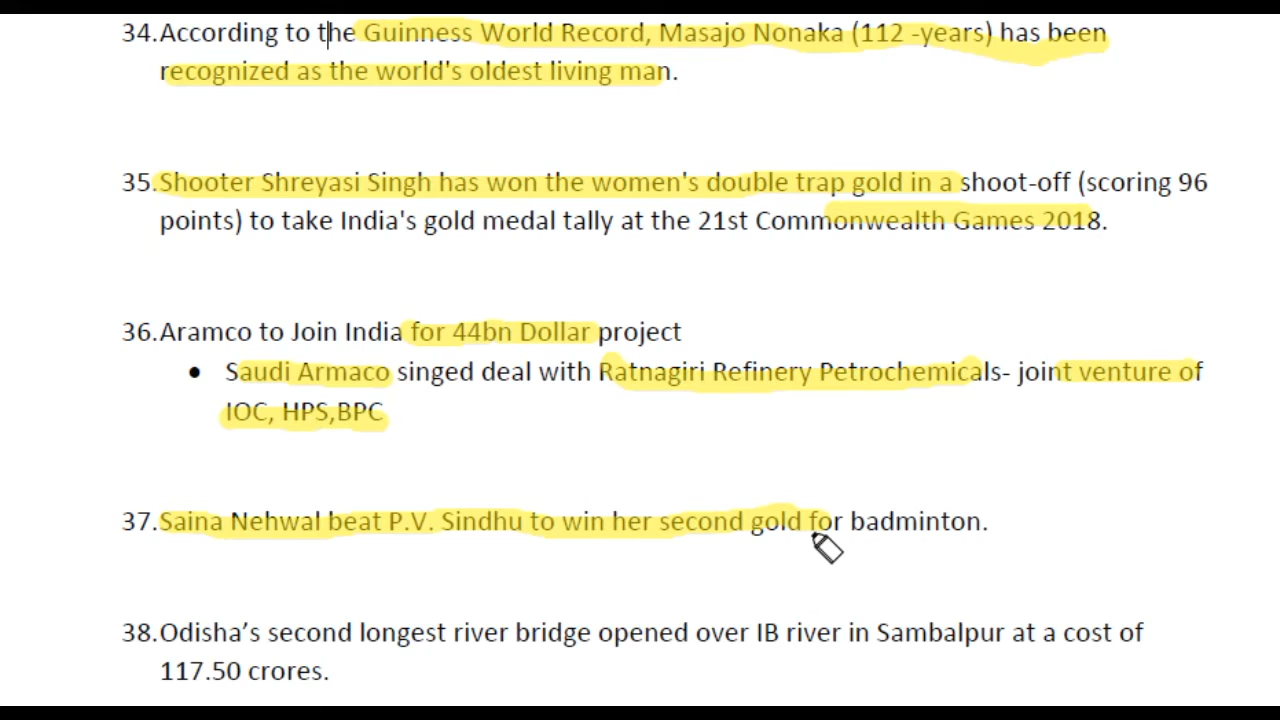 34.According to the Guinness World Record, Masajo Nonaka (112 -years) has been
recognized as the world's oldest living man.
35.Shooter Shreyasi Singh has won the women's double trap gold in a shoot-off (scoring 96
points) to take India's gold medal tally at the 21st Commonwealth Games 2018.
36.Aramco to Join India for 44bn Dollar project
• Saudi Armaco singed deal with Ratnagiri Refinery Petrochemicals- joint venture of
IOC, HPS,BPC
37.Saina Nehwal beat P.V. Sindhu to win her second gold for badminton.
38.Odisha’s second longest river bridge opened over IB river in Sambalpur at a cost of
117.50 crores.